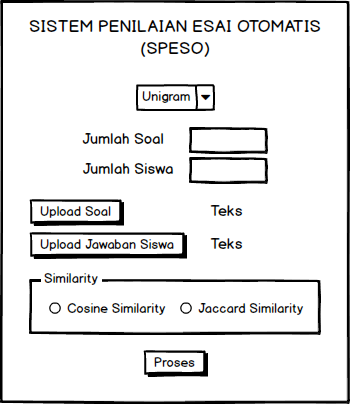 SISTEM PENILAIAN ESAI OTOMATIS
(SPESO)
Unigram
Jumlah Soal
Jumlah Siswa
Upload Soal Teks
Upload Jawaban Siswa Teks
Similarity
Cosine Similarity Jaccard Similarity
Proses